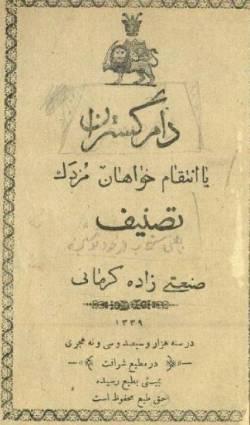 دام گستران
یا انتقام خواهان مزدك
تصنیف
صنعتی زاده کرمانی
۱۳۳۹
در سنه هزار و سیصد و سی و نه هجری
در مطبع شرافت
بمبئی بطبع رسیده
حق طبع محفوظ است